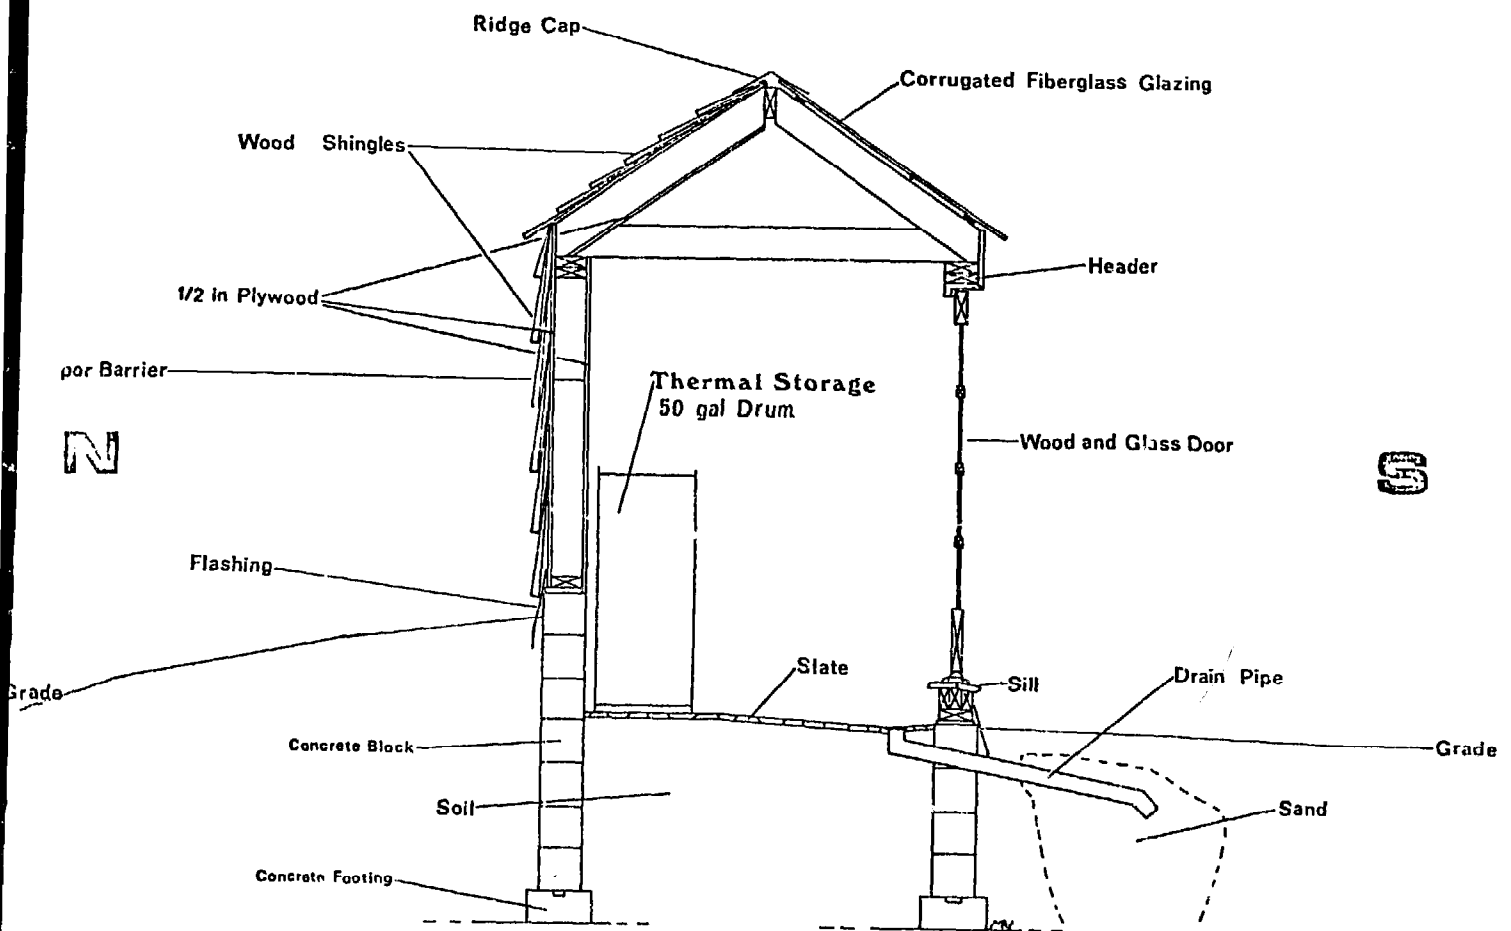 Ridge Cap
Corrugated Fiberglass Glazing
Wood Shingles
Header
1/2 in Plywood
por Barrier
Thermal Storage
50 gal Drum
N
Wood and Glass Door
S
Flashing
Slate
Drain Pipe
Sill
Grade
Concrete Block
Grade
Soil
Sand
Concrete Footing